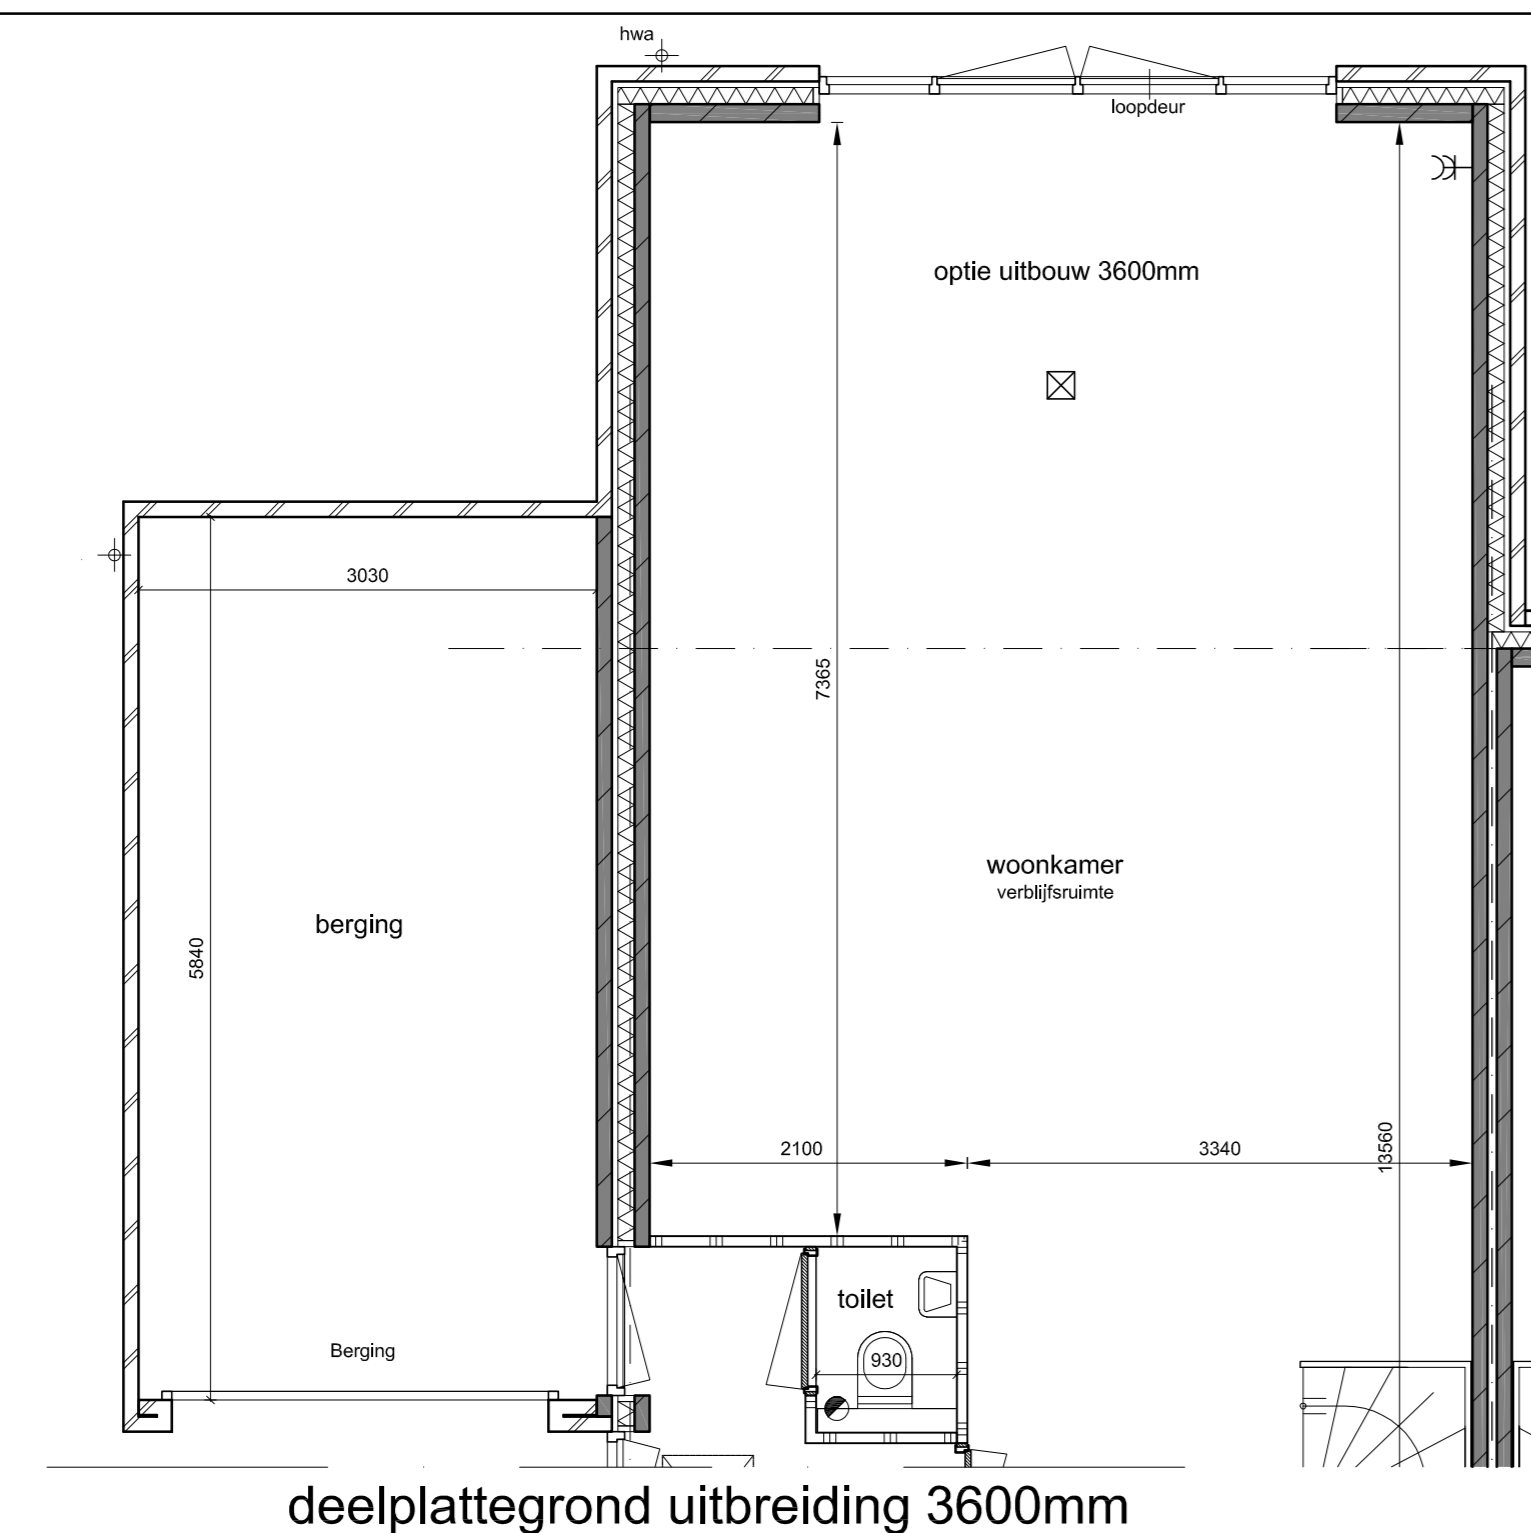 hwa
loopdeur
optie uitbouw 3600mm
3030
7365
woonkamer
verblijfsruimte
berging
5840
2100
3340
13560
toilet
Berging
930
deelplattegrond uitbreiding 3600mm